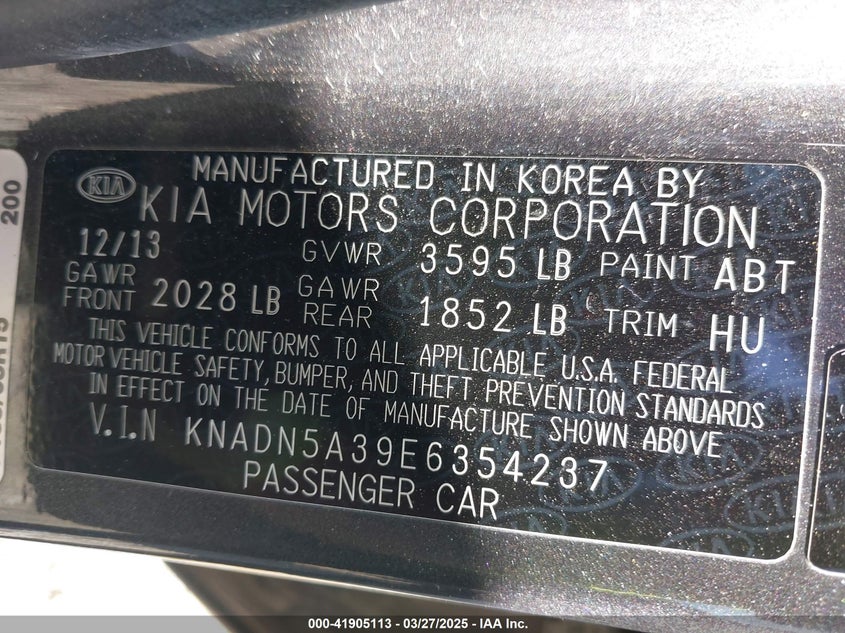 MANUFACTURED IN KOREA BY
KIA KIA MOTORS CORPORATION
12/13 GVWR 3595 LB PAINT ABT
GAWR FRONT 2028 LB GAWR REAR 1852 LB TRIM HU
THIS VEHICLE CONFORMS TO ALL APPLICABLE U.S.A. FEDERAL
MOTOR VEHICLE SAFETY, BUMPER, AND THEFT PREVENTION STANDARDS
IN EFFECT ON THE DATE OF MANUFACTURE SHOWN ABOVE
V.I.N KNADN5A39E6354237
PASSENGER CAR
200
000-41905113 - 03/27/2025 - IAA Inc.